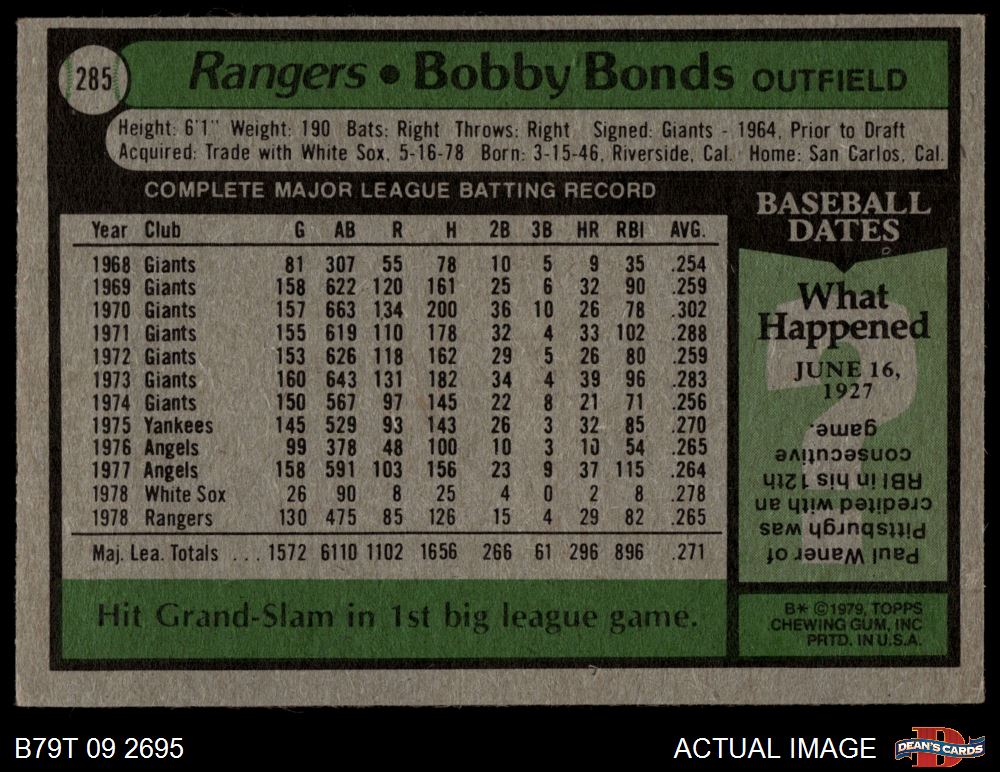 285
Rangers • Bobby Bonds OUTFIELD
Height: 6'1" Weight: 190 Bats: Right Throws: Right Signed: Giants - 1964, Prior to Draft
Acquired: Trade with White Sox, 5-16-78 Born: 3-15-46, Riverside, Cal. Home: San Carlos, Cal.
COMPLETE MAJOR LEAGUE BATTING RECORD
Year Club G AB R H 2B 3B HR RBI AVG.
1968 Giants 81 307 55 78 10 5 9 35 .254
1969 Giants 158 622 120 161 25 6 32 90 .259
1970 Giants 157 663 134 200 36 10 26 78 .302
1971 Giants 155 619 110 178 32 4 33 102 .288
1972 Giants 153 626 118 162 29 5 26 80 .259
1973 Giants 160 643 131 182 34 4 39 96 .283
1974 Giants 150 567 97 145 22 8 21 71 .256
1975 Yankees 145 529 93 143 26 3 32 85 .270
1976 Angels 99 378 48 100 10 3 10 54 .265
1977 Angels 158 591 103 156 23 9 37 115 .264
1978 White Sox 26 90 8 25 4 0 2 8 .278
1978 Rangers 130 475 85 126 15 4 29 82 .265
Maj. Lea. Totals ... 1572 6110 1102 1656 266 61 296 896 .271
Hit Grand-Slam in 1st big league game.
BASEBALL
DATES
What
Happened
JUNE 16,
1927
Paul Waner of
Pittsburgh was
credited with an
RBI in his 12th
consecutive
game.
B* ©1979, TOPPS
CHEWING GUM, INC
PRTD. IN U.S.A.
B79T 09 2695
ACTUAL IMAGE
D
DEAN'S CARDS